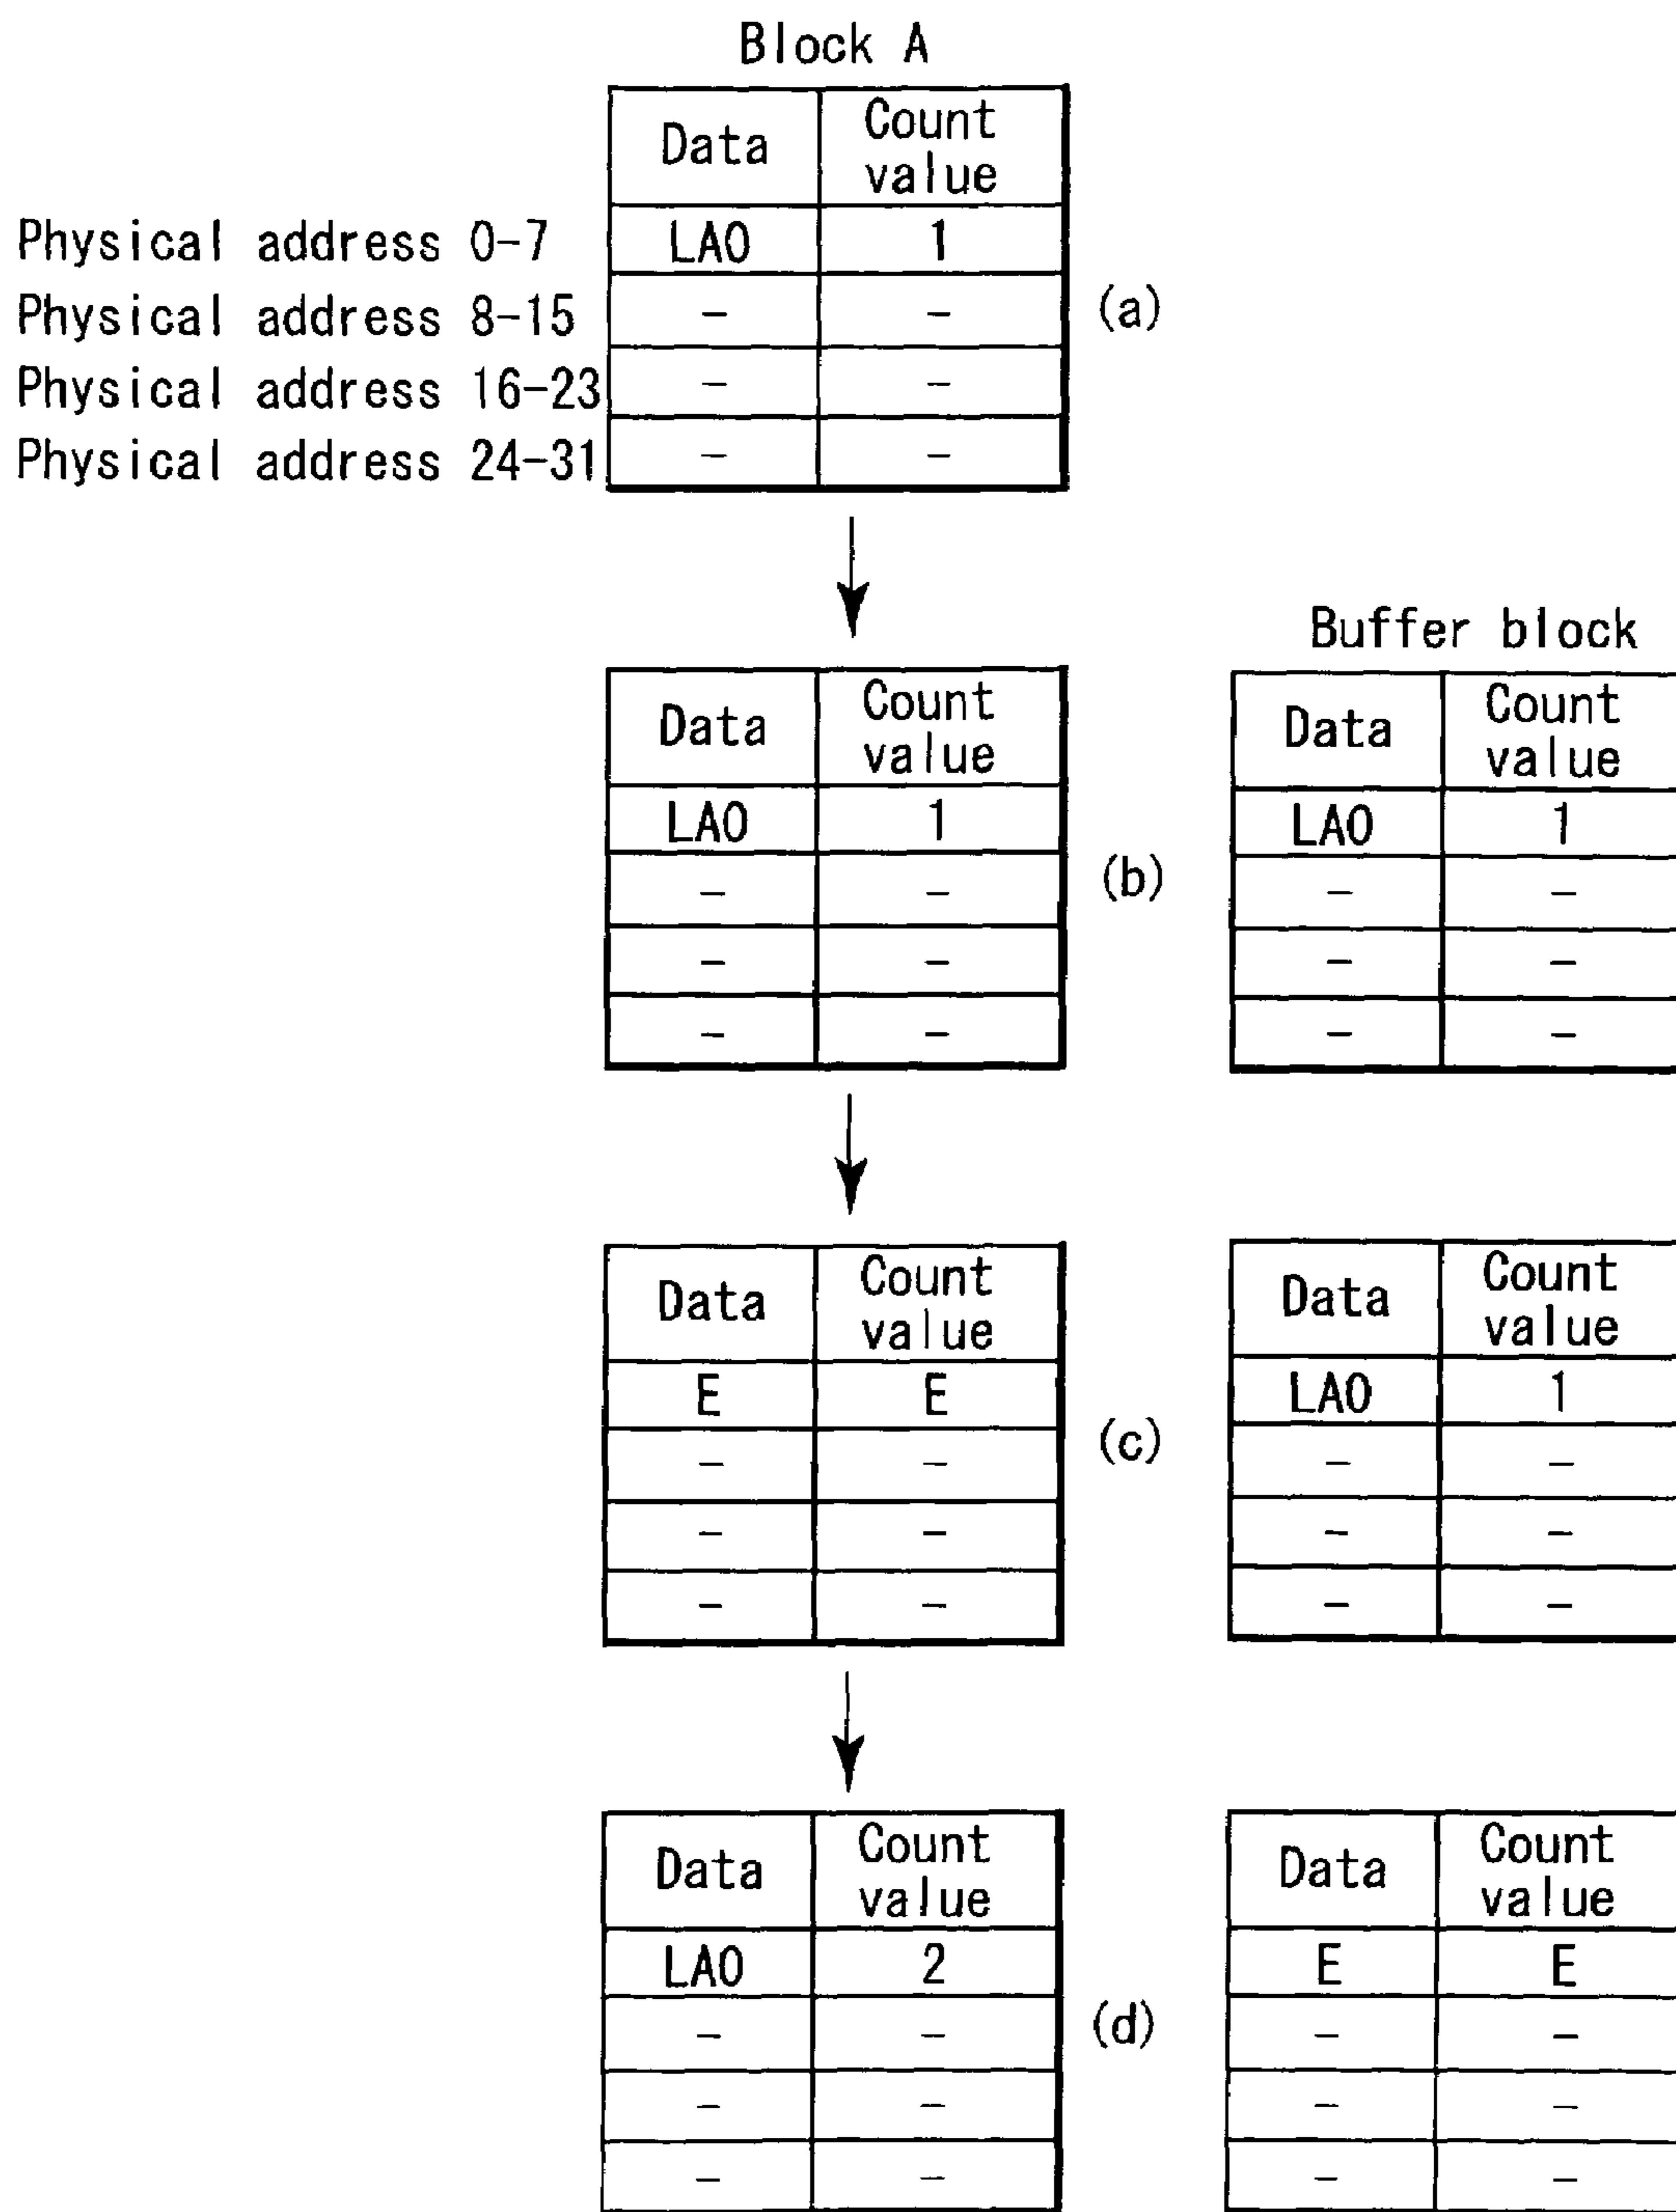 Block A
Data Count value
Physical address 0-7 LA0 1
Physical address 8-15 - -
(a)
Physical address 16-23 - -
Physical address 24-31 - -
Buffer block
Data Count value Data Count value
LA0 1 LA0 1
- - - -
(b)
- - - -
- - - -
Data Count value Data Count value
E E LA0 1
- - - -
(c)
- - - -
- - - -
Data Count value Data Count value
LA0 2 E E
- - - -
(d)
- - - -
- - - -